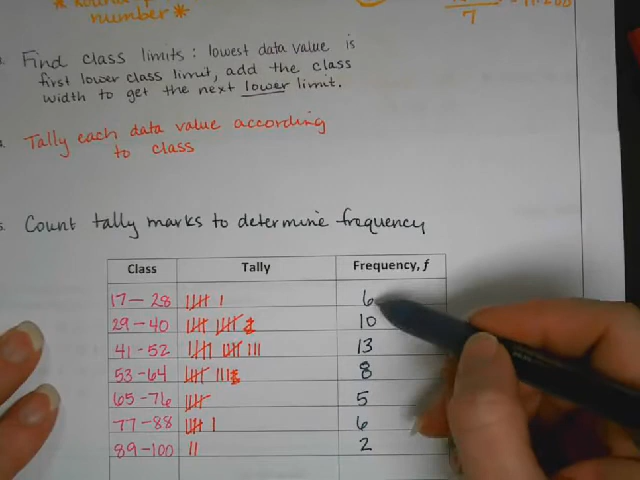 number*
7
Find class limits: lowest data value is
first lower class limit, add the class
width to get the next lower limit.
Tally each data value according
to class
Count tally marks to determine frequency
Class Tally Frequency, f
17 - 28 6
29 - 40 10
41 - 52 13
53 - 64 8
65 - 76 5
77 - 88 6
89 - 100 2